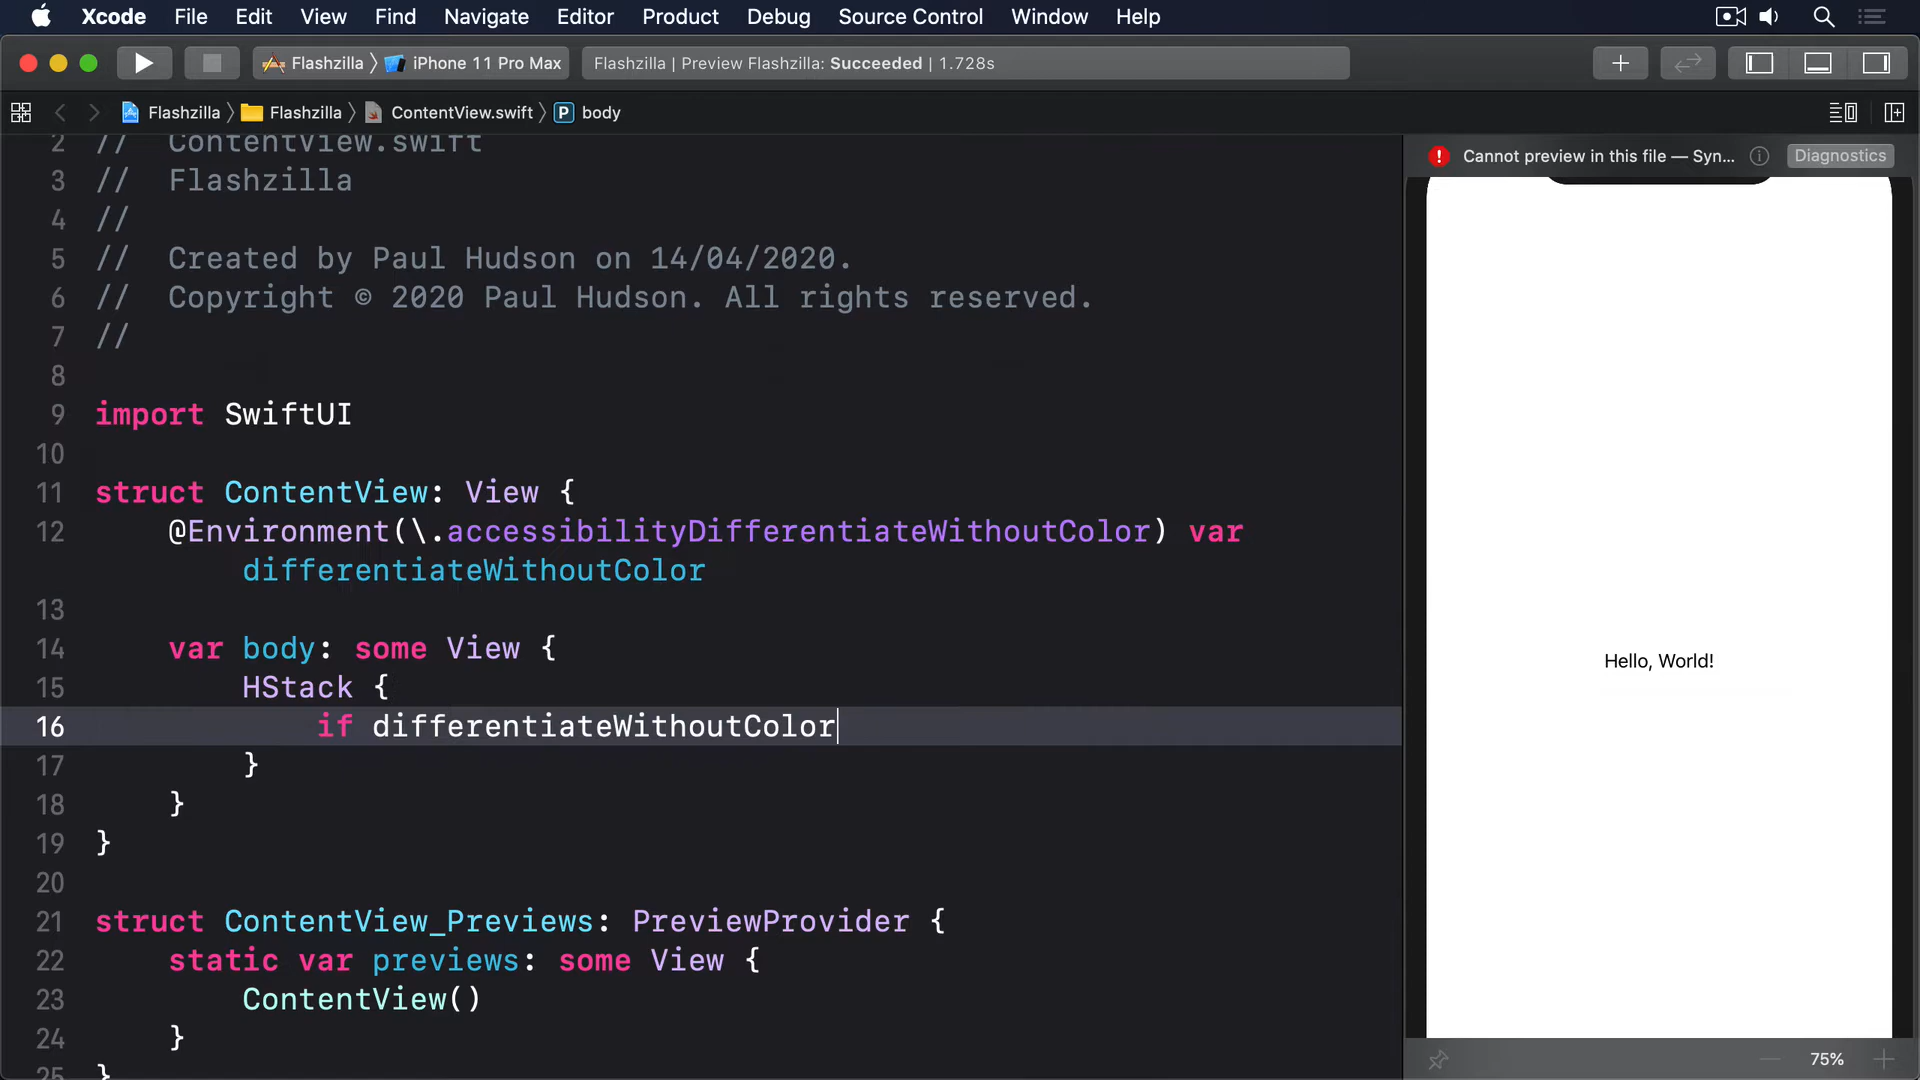 Xcode File Edit View Find Navigate Editor Product Debug Source Control Window Help
Flashzilla 〉 iPhone 11 Pro Max
Flashzilla | Preview Flashzilla: Succeeded | 1.728s
Flashzilla 〉 Flashzilla 〉 ContentView.swift 〉 P body
Cannot preview in this file — Syn... Diagnostics
2 //  ContentView.swift
3 //  Flashzilla
4 //
5 //  Created by Paul Hudson on 14/04/2020.
6 //  Copyright © 2020 Paul Hudson. All rights reserved.
7 //
8
9 import SwiftUI
10
11 struct ContentView: View {
12     @Environment(\.accessibilityDifferentiateWithoutColor) var
        differentiateWithoutColor
13
14     var body: some View {
15         HStack {
16             if differentiateWithoutColor
17         }
18     }
19 }
20
21 struct ContentView_Previews: PreviewProvider {
22     static var previews: some View {
23         ContentView()
24     }
25 }
Hello, World!
75%